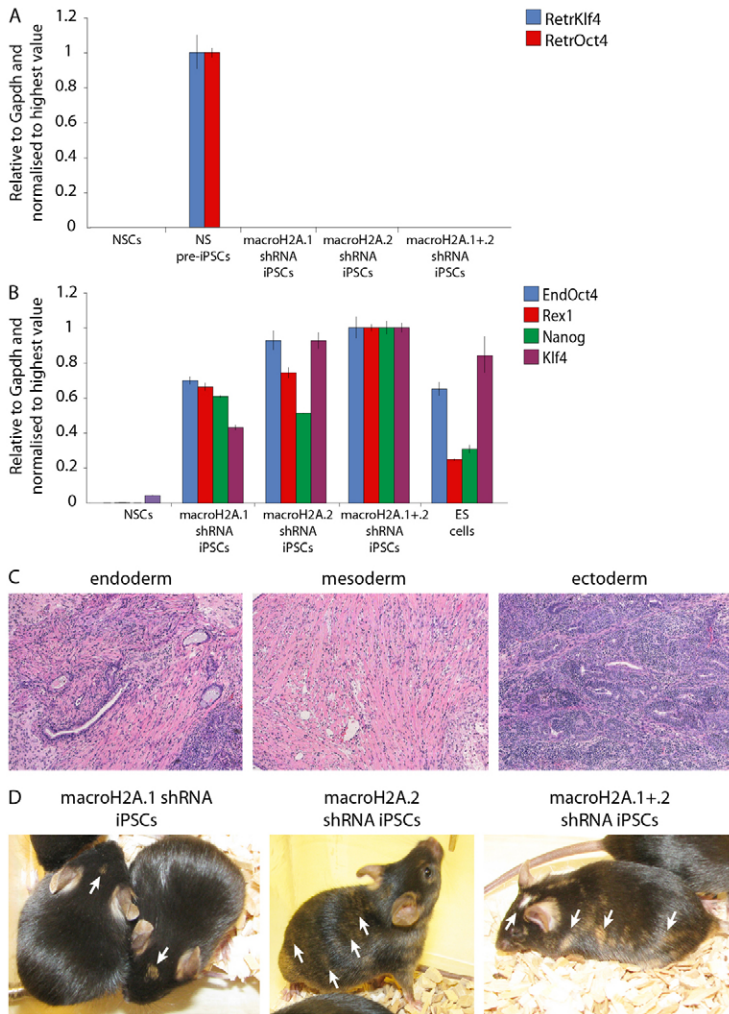 A
Relative to Gapdh and
normalised to highest value
1.2
1
0.8
0.6
0.4
0.2
0
RetrKlf4
RetrOct4
NSCs
NS
pre-iPSCs
macroH2A.1
shRNA
iPSCs
macroH2A.2
shRNA
iPSCs
macroH2A.1+.2
shRNA
iPSCs
B
Relative to Gapdh and
normalised to highest value
1.2
1
0.8
0.6
0.4
0.2
0
EndOct4
Rex1
Nanog
Klf4
NSCs
macroH2A.1
shRNA
iPSCs
macroH2A.2
shRNA
iPSCs
macroH2A.1+.2
shRNA
iPSCs
ES
cells
C
endoderm
mesoderm
ectoderm
D
macroH2A.1 shRNA
iPSCs
macroH2A.2
shRNA iPSCs
macroH2A.1+.2
shRNA iPSCs